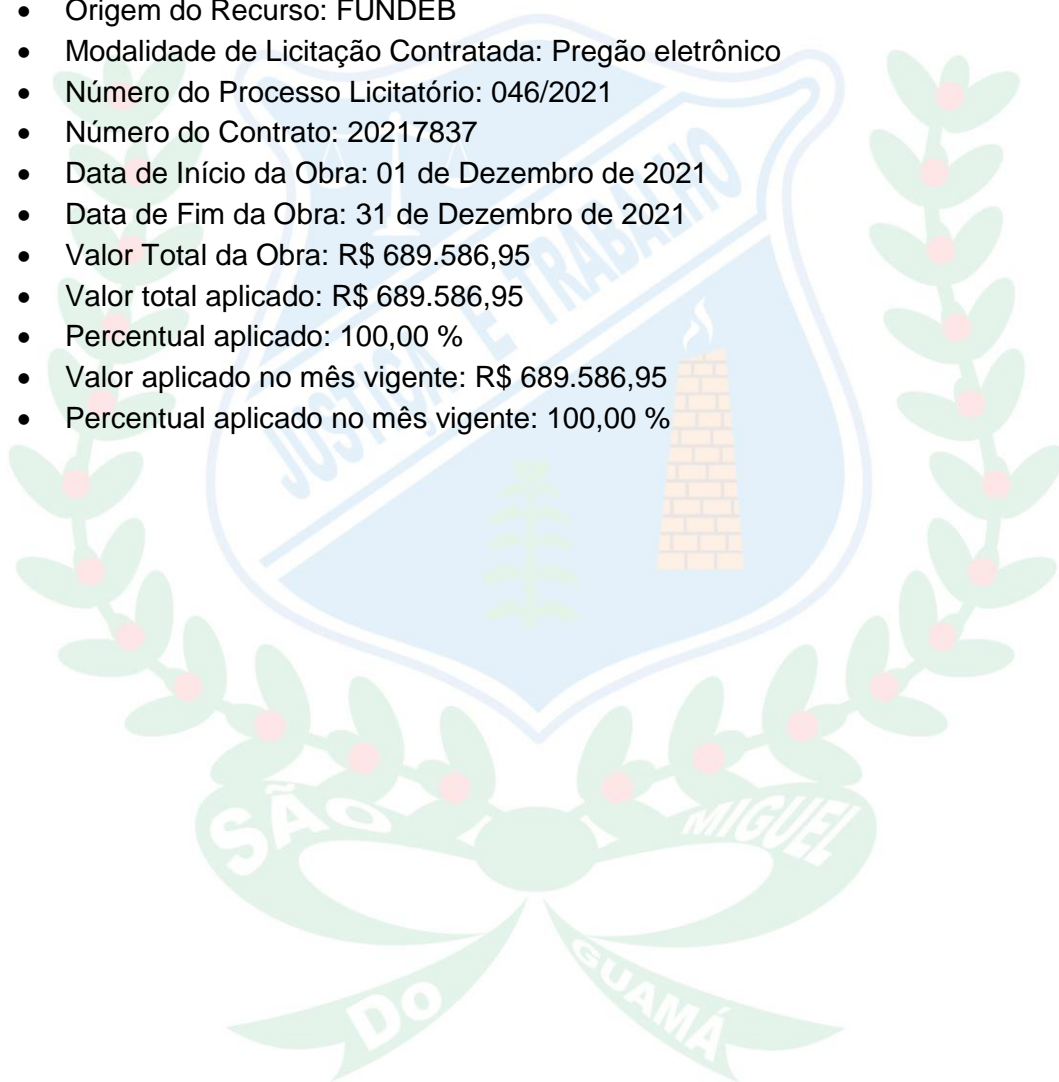 • Origem do Recurso: FUNDEB
• Modalidade de Licitação Contratada: Pregão eletrônico
• Número do Processo Licitatório: 046/2021
• Número do Contrato: 20217837
• Data de Início da Obra: 01 de Dezembro de 2021
• Data de Fim da Obra: 31 de Dezembro de 2021
• Valor Total da Obra: R$ 689.586,95
• Valor total aplicado: R$ 689.586,95
• Percentual aplicado: 100,00 %
• Valor aplicado no mês vigente: R$ 689.586,95
• Percentual aplicado no mês vigente: 100,00 %
JUSTIÇA E TRABALHO
SÃO MIGUEL
DO GUAMÁ